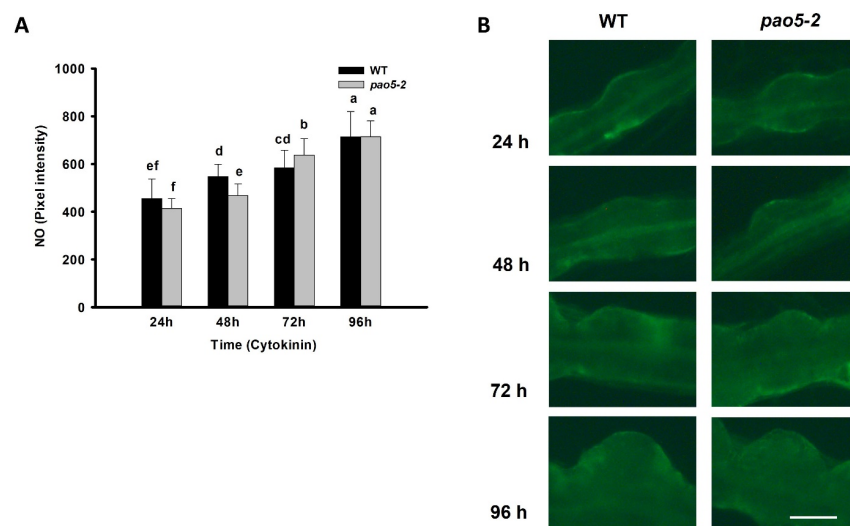 A
B
WT
pao5-2
1000
800
600
400
200
0
NO (Pixel intensity)
WT
pao5-2
ef
f
d
e
cd
b
a
a
24h
48h
72h
96h
Time (Cytokinin)
24 h
48 h
72 h
96 h